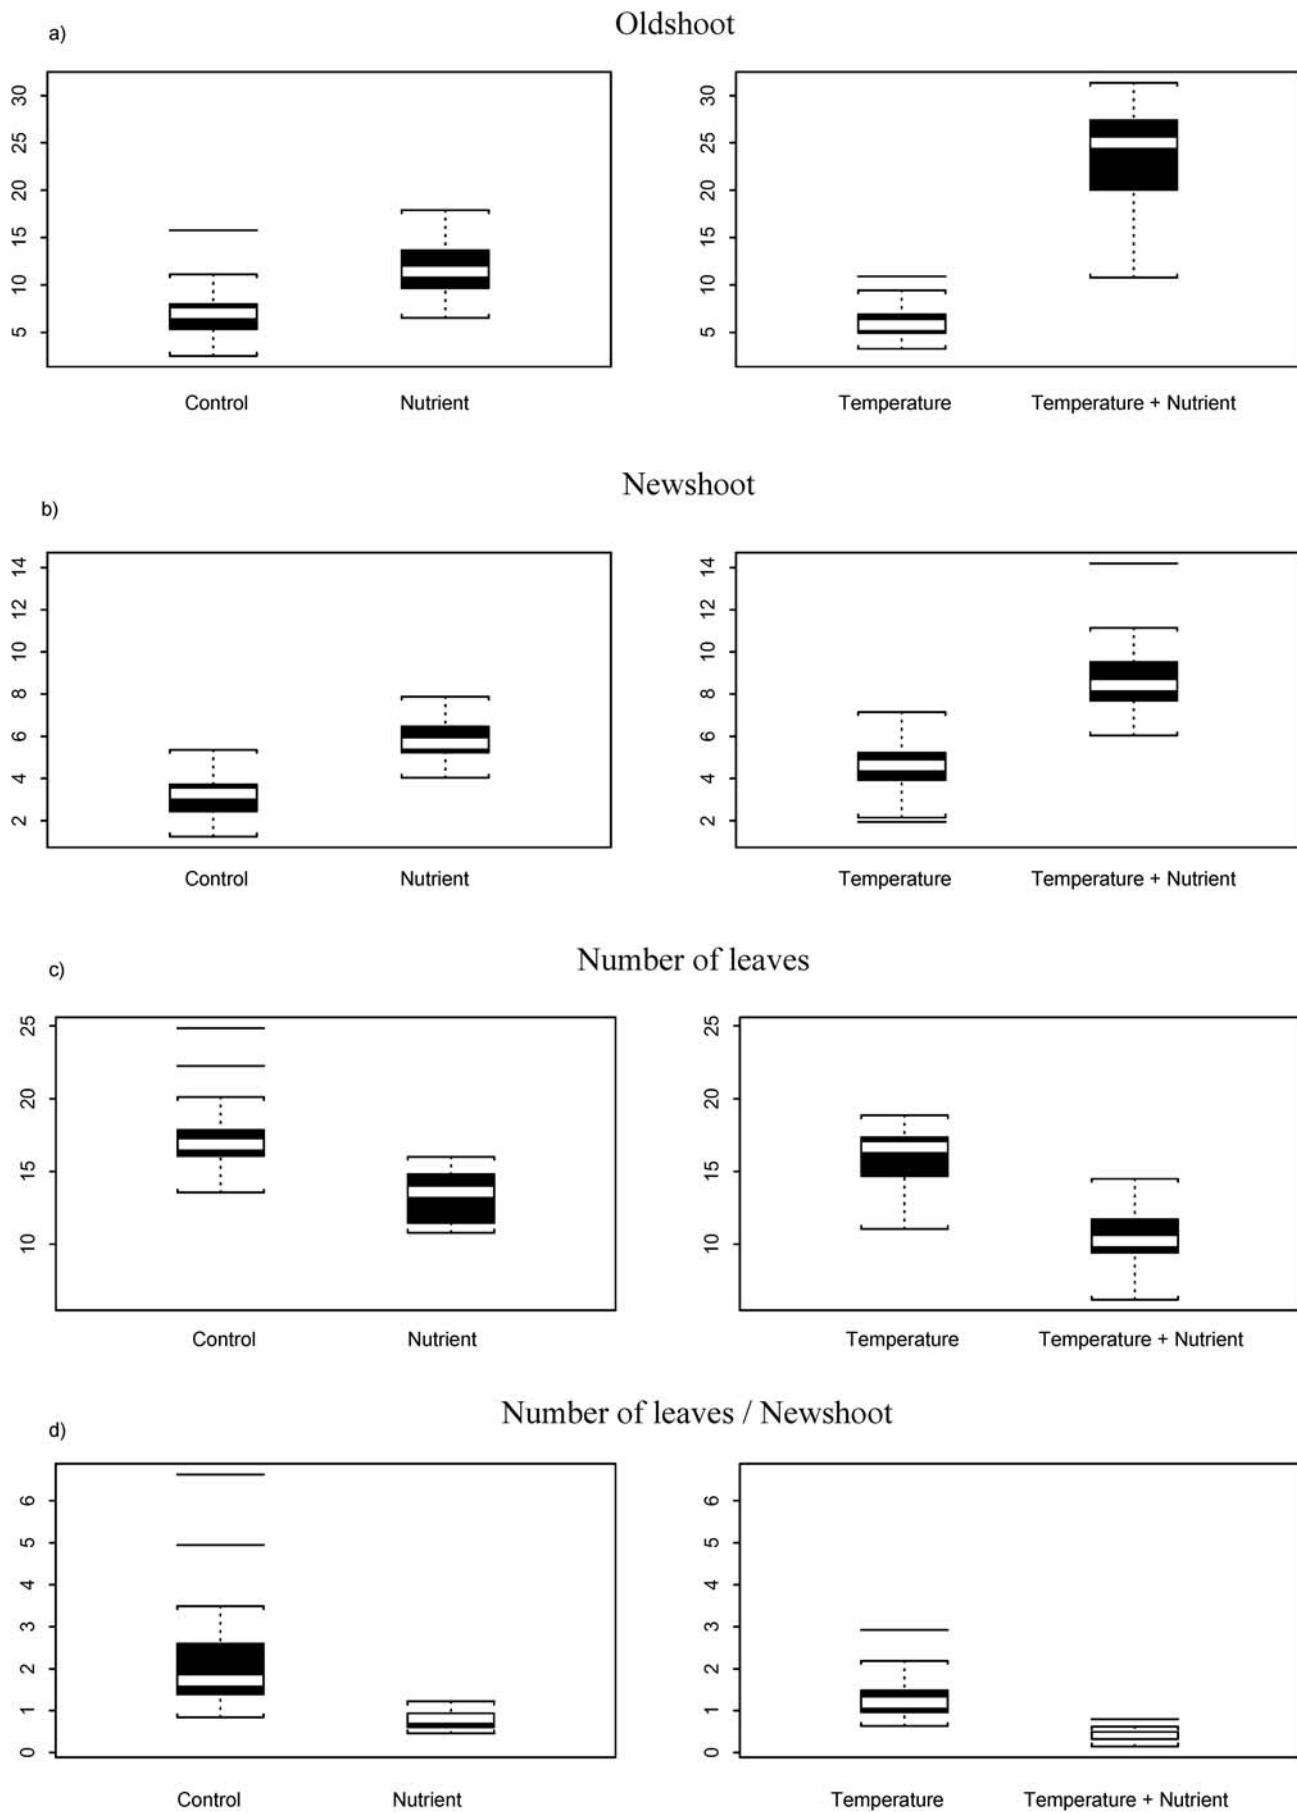 Oldshoot
a)
30
25
20
15
10
5
30
25
20
15
10
5
Control
Nutrient
Temperature
Temperature + Nutrient
Newshoot
b)
14
12
10
8
6
4
2
14
12
10
8
6
4
2
Control
Nutrient
Temperature
Temperature + Nutrient
Number of leaves
c)
25
20
15
10
25
20
15
10
Control
Nutrient
Temperature
Temperature + Nutrient
Number of leaves / Newshoot
d)
6
5
4
3
2
1
0
6
5
4
3
2
1
0
Control
Nutrient
Temperature
Temperature + Nutrient